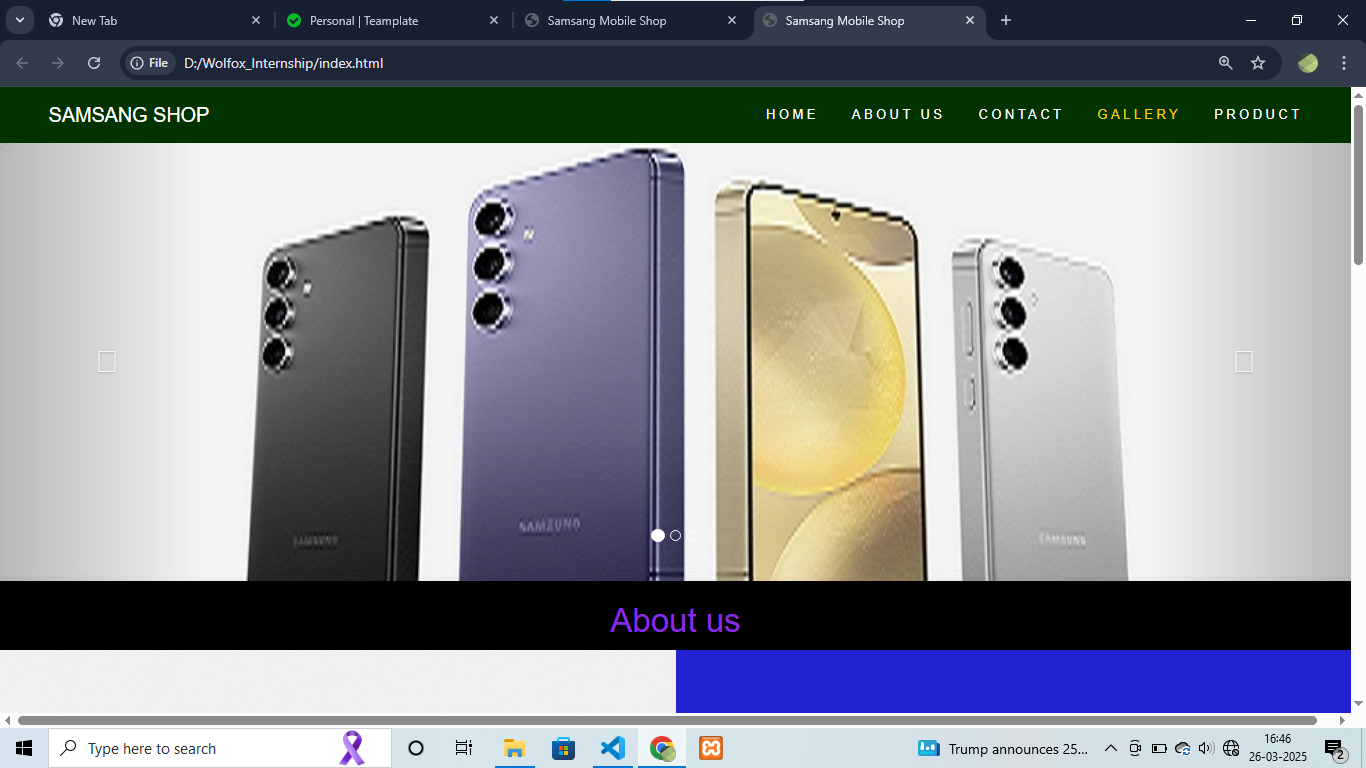 New Tab
Personal | Teamplate
Samsang Mobile Shop
Samsang Mobile Shop
File
D:/Wolfox_Internship/index.html
SAMSANG SHOP
HOME
ABOUT US
CONTACT
GALLERY
PRODUCT
SAMSUNG
SAMSUNG
About us
Type here to search
Trump announces 25...
16:46
26-03-2025
2